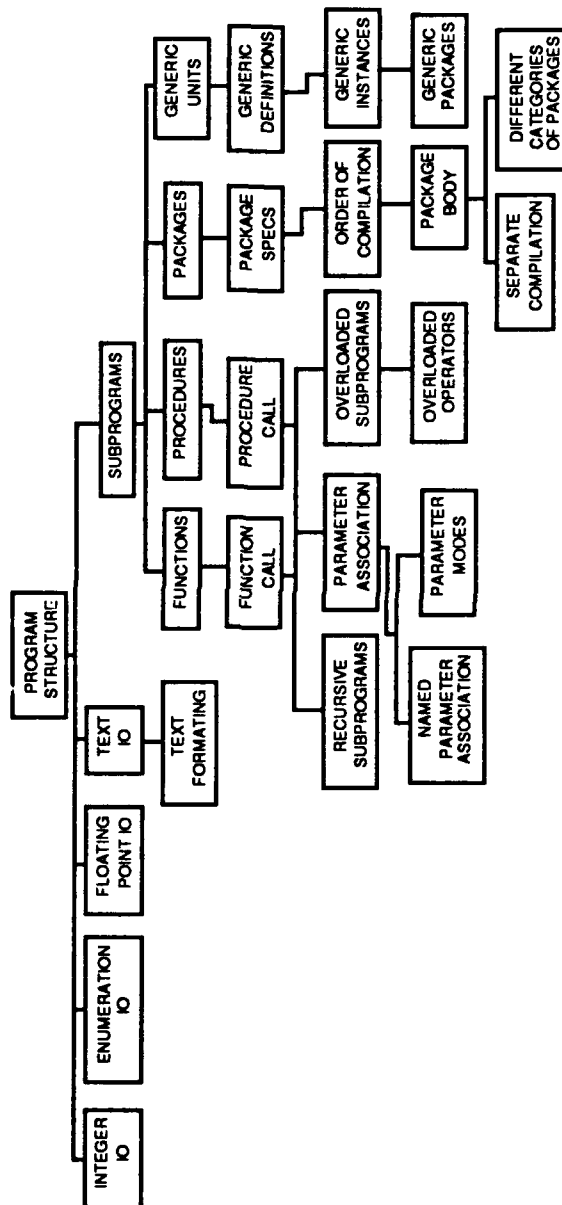 PROGRAM
STRUCTURE
INTEGER
IO
ENUMERATION
IO
FLOATING
POINT IO
TEXT
IO
SUBPROGRAMS
TEXT
FORMATING
FUNCTIONS
PROCEDURES
PACKAGES
GENERIC
UNITS
FUNCTION
CALL
PROCEDURE
CALL
PACKAGE
SPECS
GENERIC
DEFINITIONS
RECURSIVE
SUBPROGRAMS
PARAMETER
ASSOCIATION
OVERLOADED
SUBPROGRAMS
ORDER OF
COMPILATION
GENERIC
INSTANCES
NAMED
PARAMETER
ASSOCIATION
PARAMETER
MODES
OVERLOADED
OPERATORS
PACKAGE
BODY
GENERIC
PACKAGES
SEPARATE
COMPILATION
DIFFERENT
CATEGORIES
OF PACKAGES